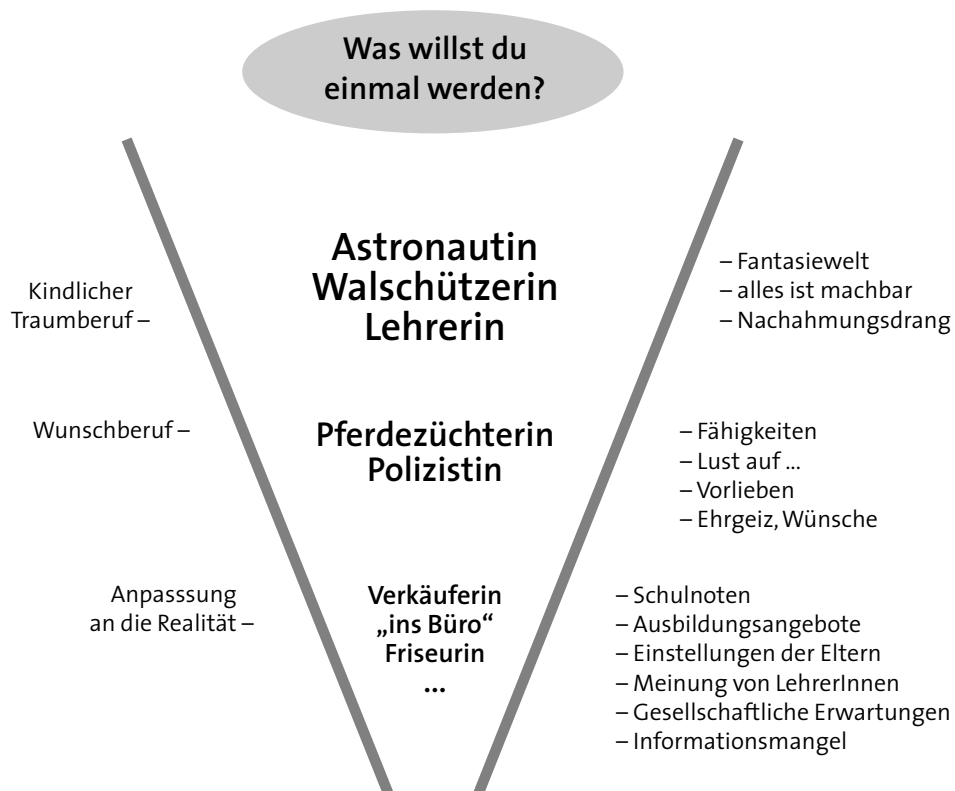 Was willst du
einmal werden?
Kindlicher
Traumberuf –
Astronautin
Walschützerin
Lehrerin
– Fantasiewelt
– alles ist machbar
– Nachahmungsdrang
Wunschberuf –
Pferdezüchterin
Polizistin
– Fähigkeiten
– Lust auf ...
– Vorlieben
– Ehrgeiz, Wünsche
Anpasssung
an die Realität –
Verkäuferin
„ins Büro“
Friseurin
...
– Schulnoten
– Ausbildungsangebote
– Einstellungen der Eltern
– Meinung von LehrerInnen
– Gesellschaftliche Erwartungen
– Informationsmangel